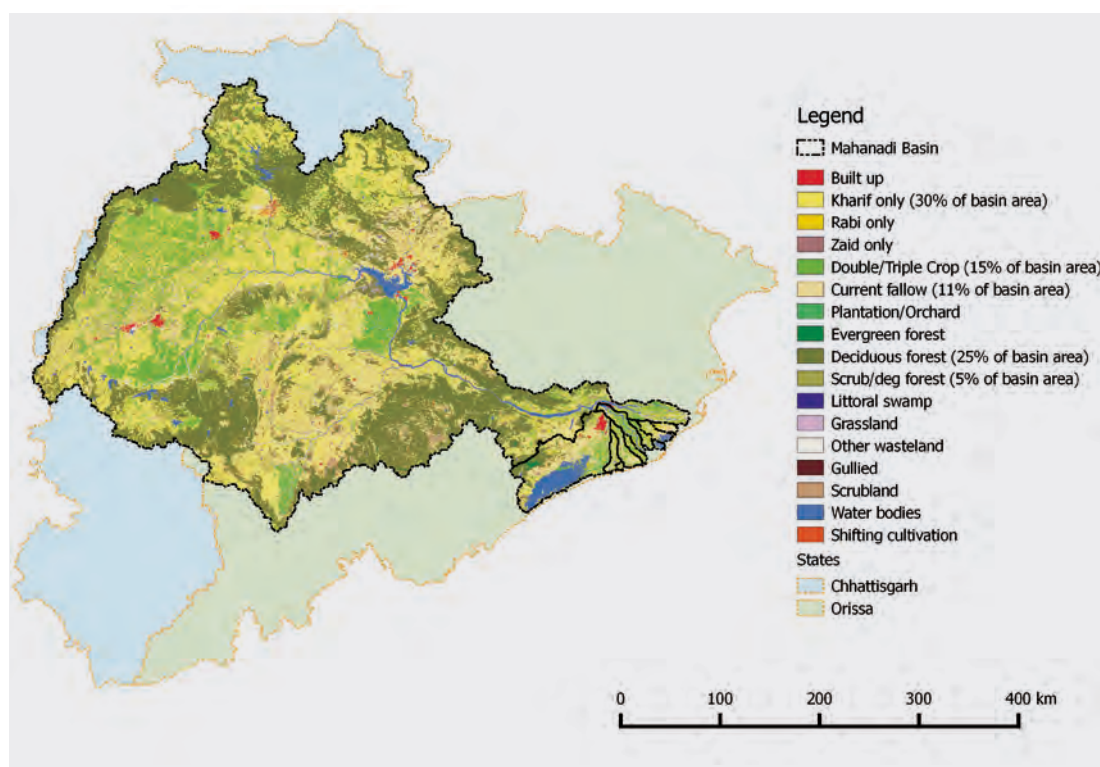 Legend
Mahanadi Basin
Built up
Kharif only (30% of basin area)
Rabi only
Zaid only
Double/Triple Crop (15% of basin area)
Current fallow (11% of basin area)
Plantation/Orchard
Evergreen forest
Deciduous forest (25% of basin area)
Scrub/deg forest (5% of basin area)
Littoral swamp
Grassland
Other wasteland
Gullied
Scrubland
Water bodies
Shifting cultivation
States
Chhattisgarh
Orissa
0 100 200 300 400 km